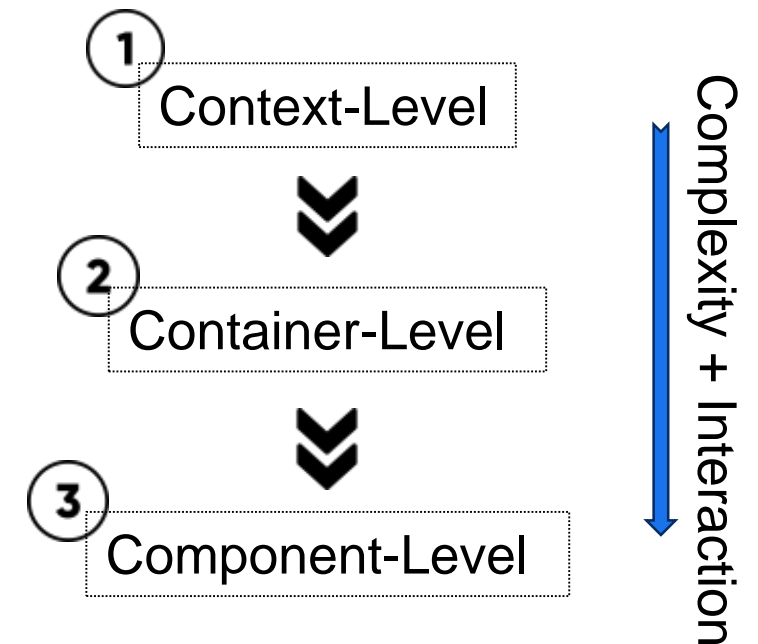 1
Context-Level
2
Container-Level
3
Component-Level
Complexity + Interaction